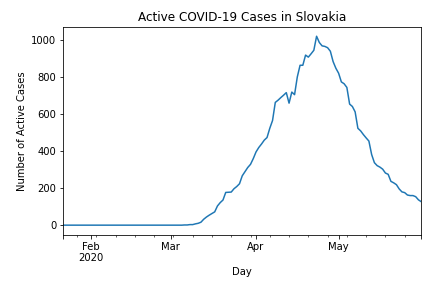 Active COVID-19 Cases in Slovakia
Number of Active Cases
1000
800
600
400
200
0
Feb
2020
Mar
Apr
May
Day